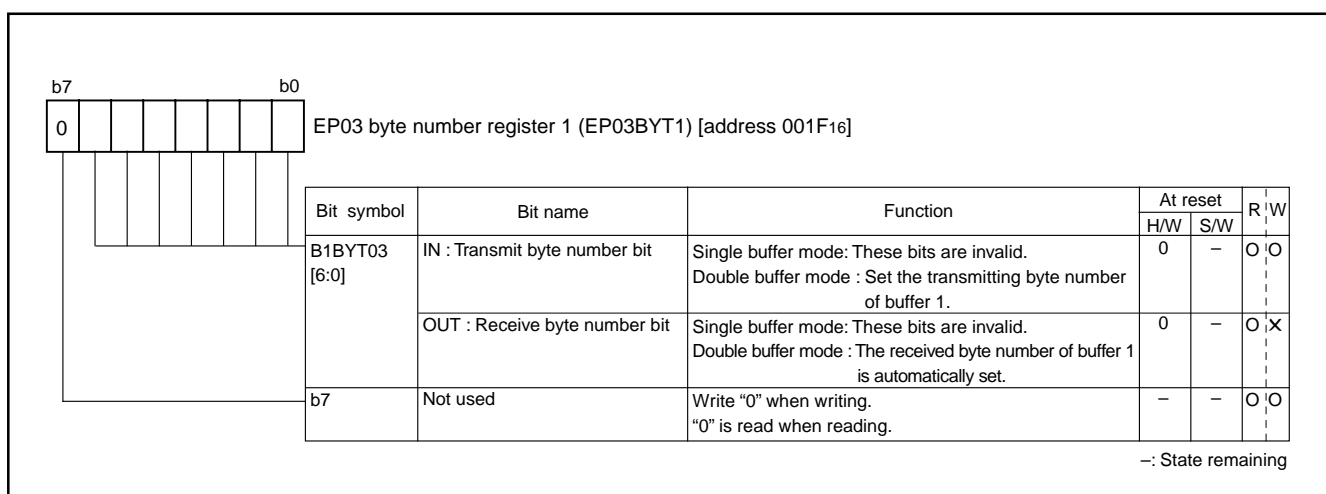 b7 b0
0 EP03 byte number register 1 (EP03BYT1) [address 001F16]
Bit symbol Bit name Function At reset R W
H/W S/W
B1BYT03 IN : Transmit byte number bit Single buffer mode: These bits are invalid. 0 – O O
[6:0] Double buffer mode : Set the transmitting byte number
of buffer 1.
OUT : Receive byte number bit Single buffer mode: These bits are invalid. 0 – O ×
Double buffer mode : The received byte number of buffer 1
is automatically set.
b7 Not used Write “0” when writing. – – O O
“0” is read when reading.
–: State remaining